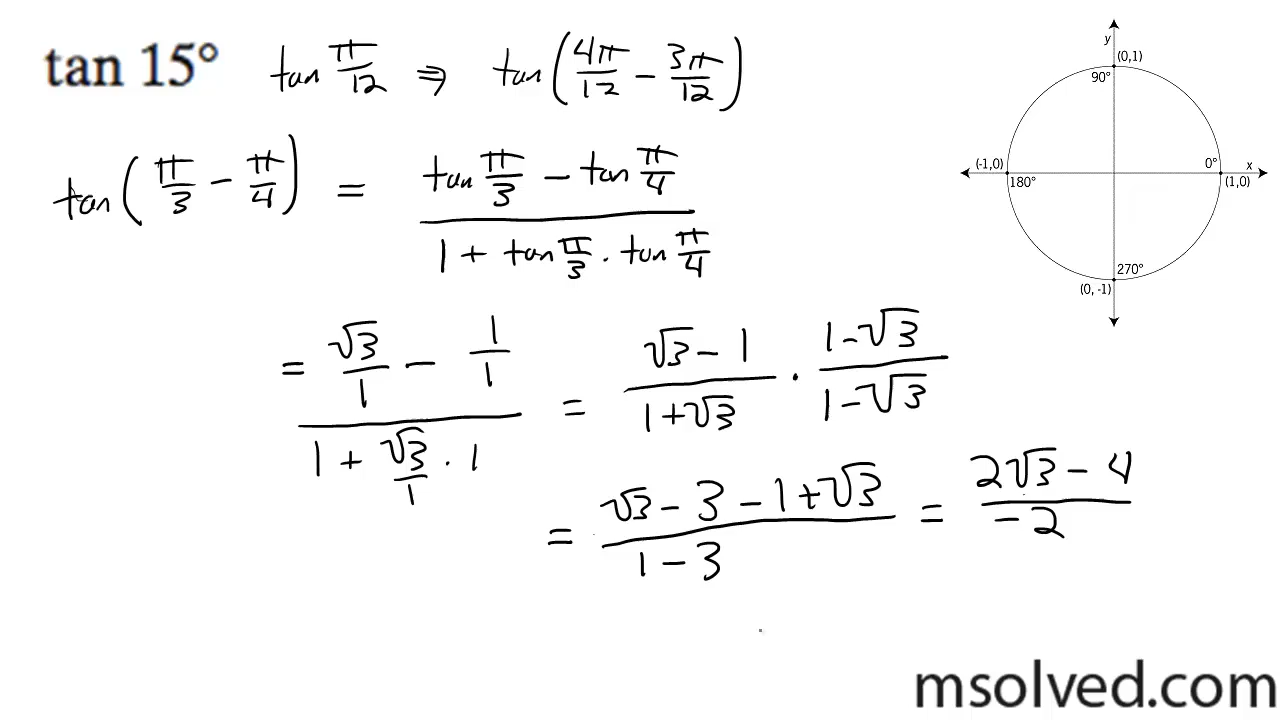 tan 15° tan π/12 ⇒ tan(4π/12 − 3π/12)
tan(π/3 − π/4) = (tan π/3 − tan π/4)/(1 + tan π/3 · tan π/4)
= (√3/1 − 1/1)/(1 + √3/1 · 1) = (√3 − 1)/(1 + √3) · (1 − √3)/(1 − √3)
= (√3 − 3 − 1 + √3)/(1 − 3) = (2√3 − 4)/(−2)
y
(0,1)
90°
(-1,0)
180°
0°
x
(1,0)
270°
(0, -1)
msolved.com